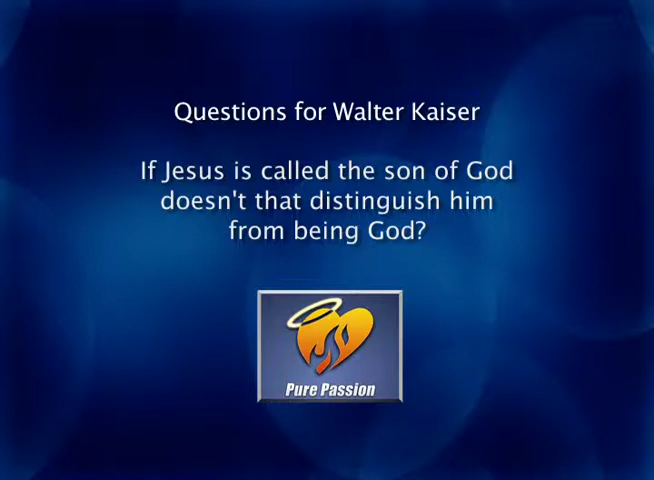 Questions for Walter Kaiser
If Jesus is called the son of God
doesn't that distinguish him
from being God?
Pure Passion